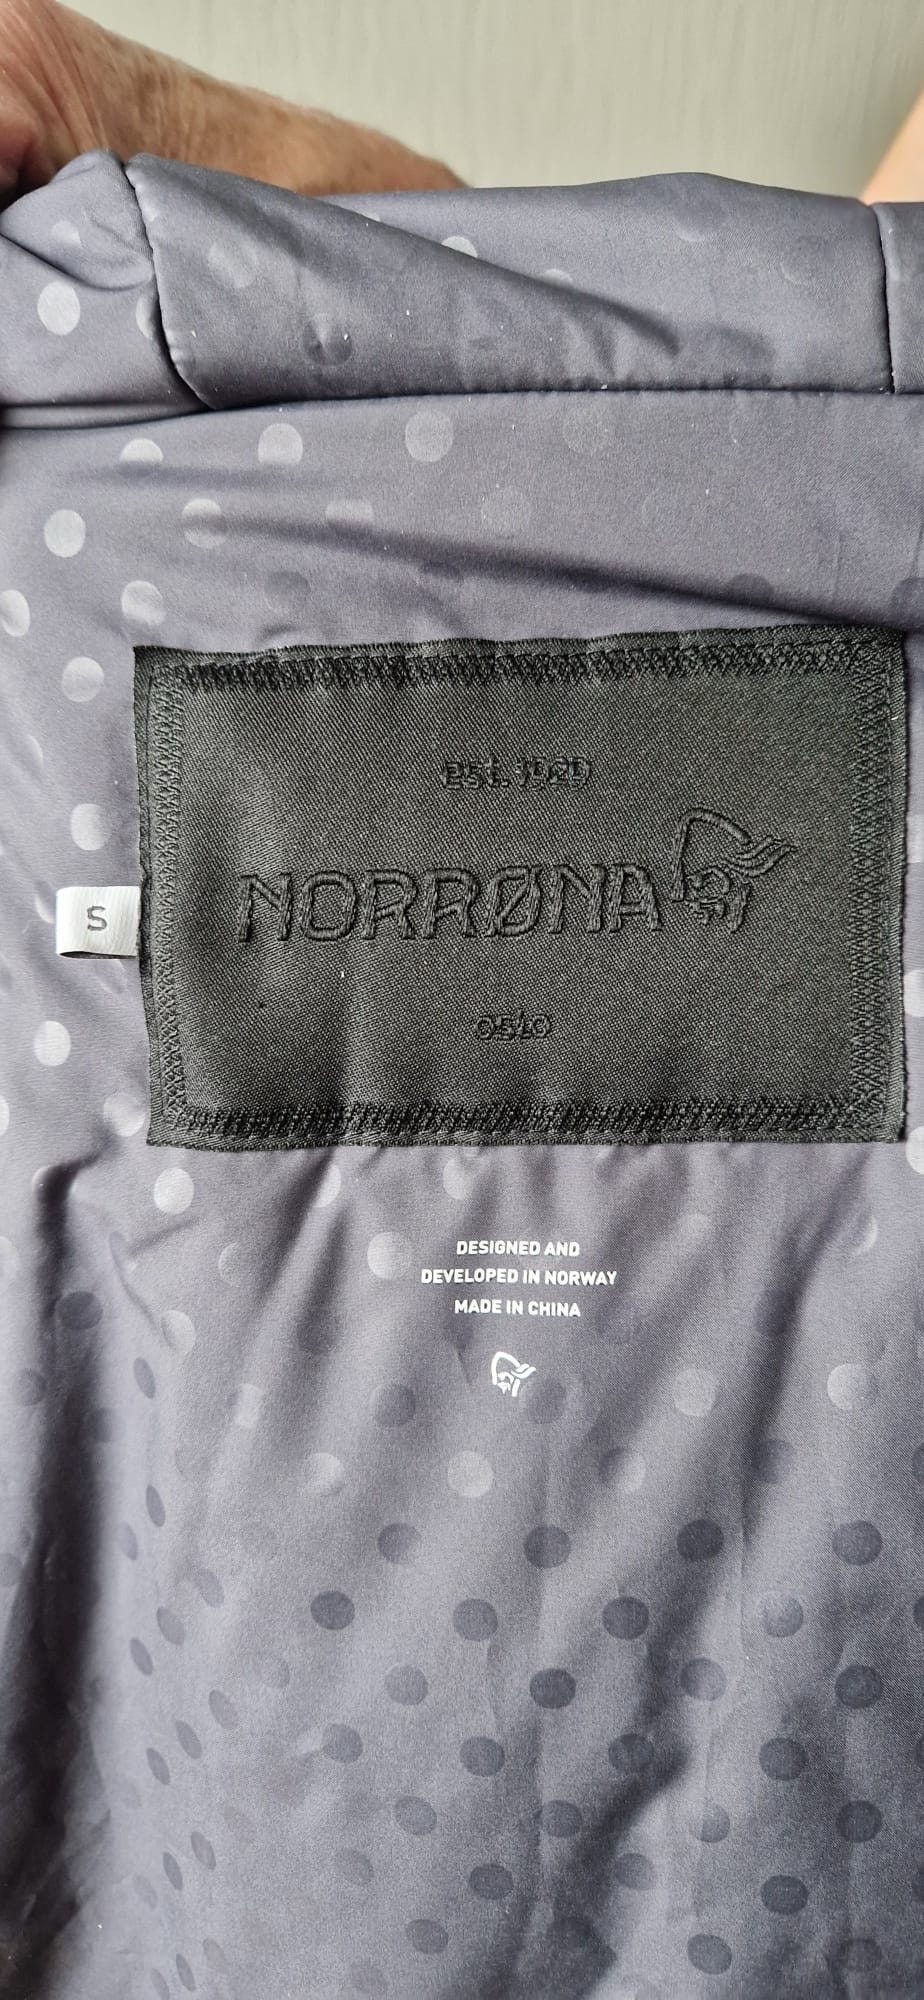 EST. 1929
NORRØNA
OSLO
S
DESIGNED AND
DEVELOPED IN NORWAY
MADE IN CHINA